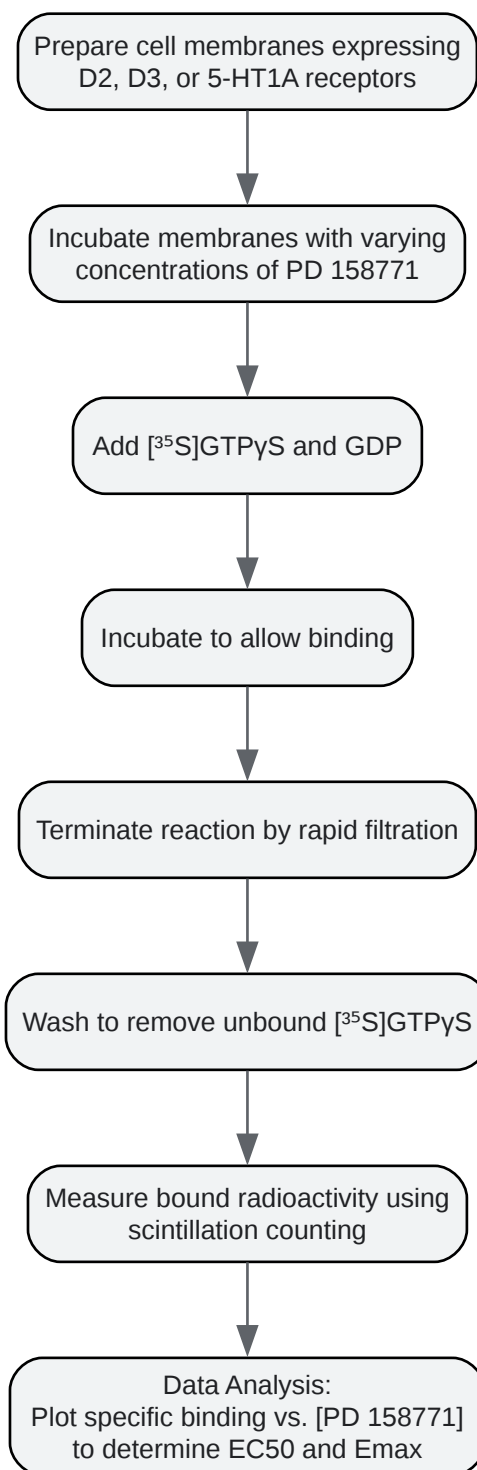 Prepare cell membranes expressing
D2, D3, or 5-HT1A receptors
Incubate membranes with varying
concentrations of PD 158771
Add [³⁵S]GTPγS and GDP
Incubate to allow binding
Terminate reaction by rapid filtration
Wash to remove unbound [³⁵S]GTPγS
Measure bound radioactivity using
scintillation counting
Data Analysis:
Plot specific binding vs. [PD 158771]
to determine EC50 and Emax